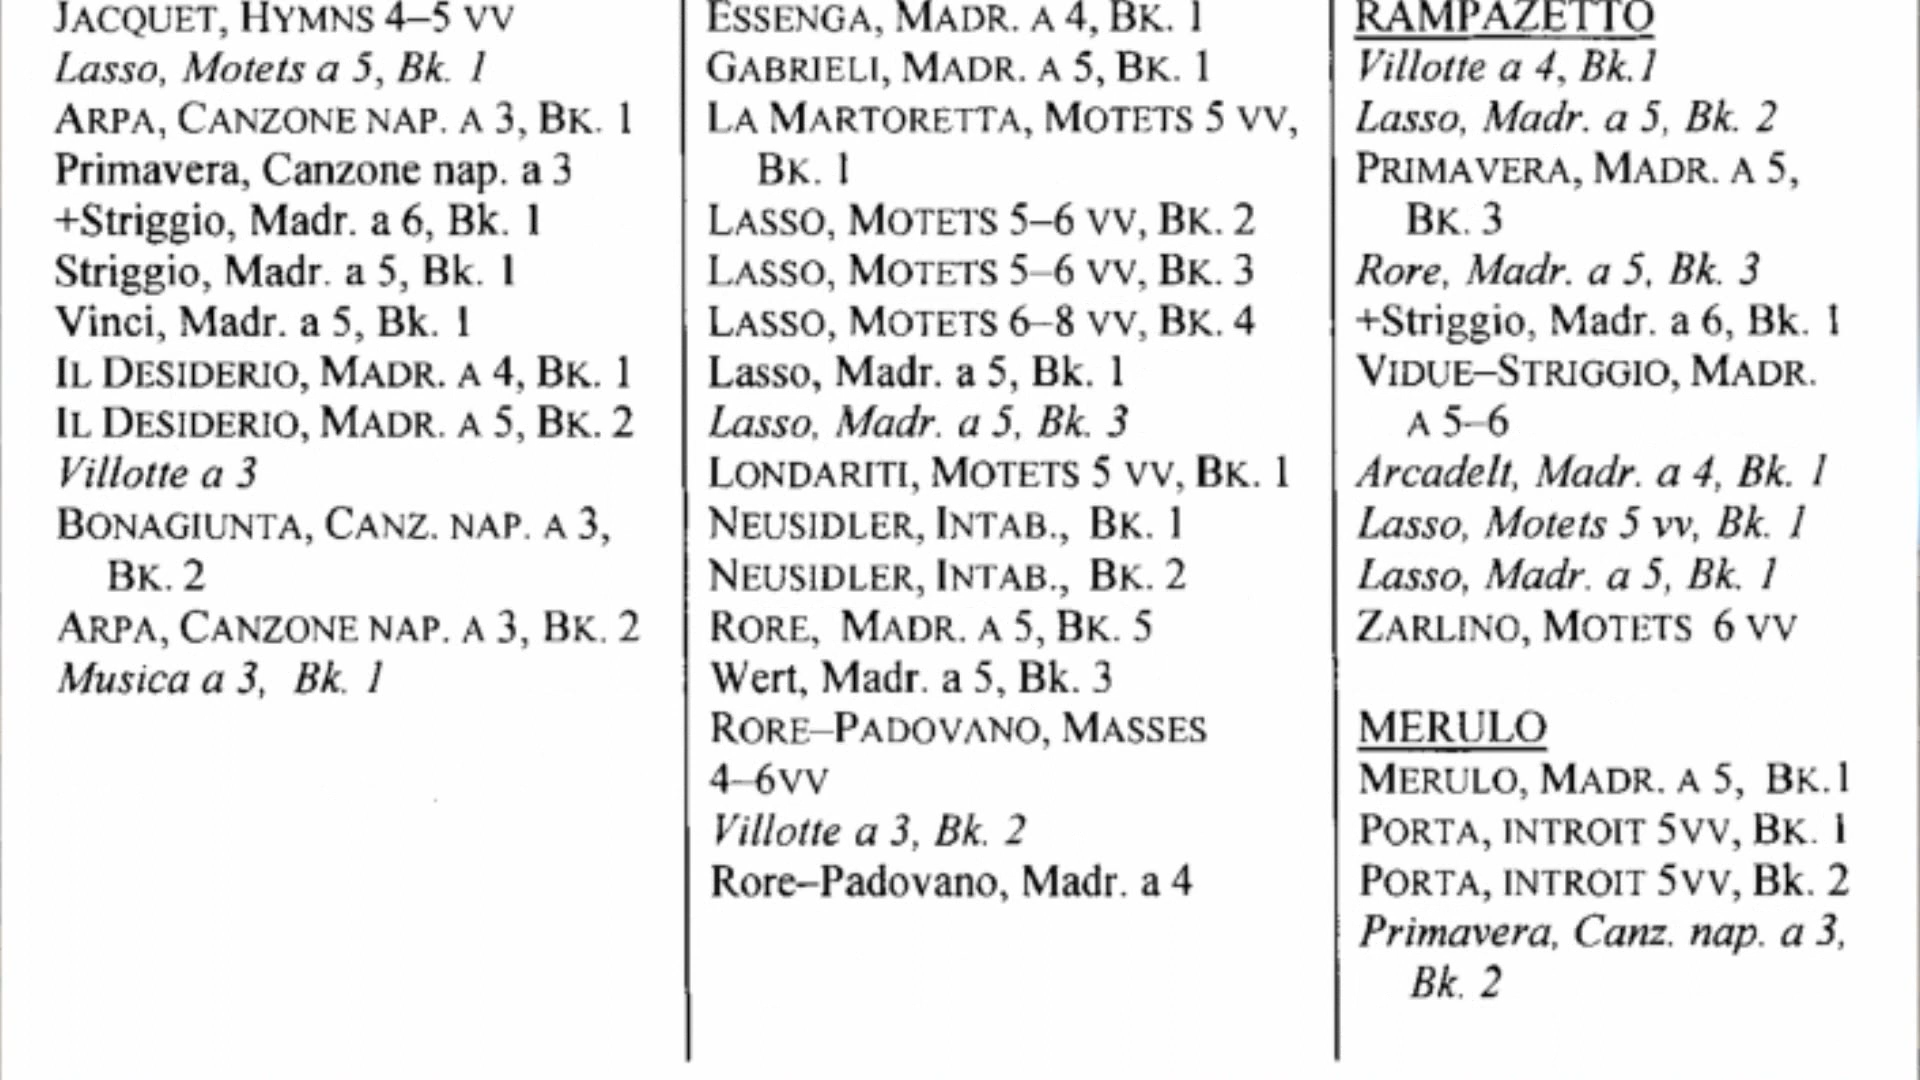 JACQUET, HYMNS 4–5 VV
Lasso, Motets a 5, Bk. 1
ARPA, CANZONE NAP. A 3, BK. 1
Primavera, Canzone nap. a 3
+Striggio, Madr. a 6, Bk. 1
Striggio, Madr. a 5, Bk. 1
Vinci, Madr. a 5, Bk. 1
IL DESIDERIO, MADR. A 4, BK. 1
IL DESIDERIO, MADR. A 5, BK. 2
Villotte a 3
BONAGIUNTA, CANZ. NAP. A 3,
BK. 2
ARPA, CANZONE NAP. A 3, BK. 2
Musica a 3, Bk. 1
ESSENGA, MADR. A 4, BK. 1
GABRIELI, MADR. A 5, BK. 1
LA MARTORETTA, MOTETS 5 VV,
BK. 1
LASSO, MOTETS 5–6 VV, BK. 2
LASSO, MOTETS 5–6 VV, BK. 3
LASSO, MOTETS 6–8 VV, BK. 4
Lasso, Madr. a 5, Bk. 1
Lasso, Madr. a 5, Bk. 3
LONDARITI, MOTETS 5 VV, BK. 1
NEUSIDLER, INTAB., BK. 1
NEUSIDLER, INTAB., BK. 2
RORE, MADR. A 5, BK. 5
Wert, Madr. a 5, Bk. 3
RORE–PADOVANO, MASSES
4–6VV
Villotte a 3, Bk. 2
Rore–Padovano, Madr. a 4
RAMPAZETTO
Villotte a 4, Bk.1
Lasso, Madr. a 5, Bk. 2
PRIMAVERA, MADR. A 5,
BK. 3
Rore, Madr. a 5, Bk. 3
+Striggio, Madr. a 6, Bk. 1
VIDUE–STRIGGIO, MADR.
A 5–6
Arcadelt, Madr. a 4, Bk. 1
Lasso, Motets 5 vv, Bk. 1
Lasso, Madr. a 5, Bk. 1
ZARLINO, MOTETS 6 VV
MERULO
MERULO, MADR. A 5, BK.1
PORTA, INTROIT 5VV, BK. 1
PORTA, INTROIT 5VV, Bk. 2
Primavera, Canz. nap. a 3,
Bk. 2